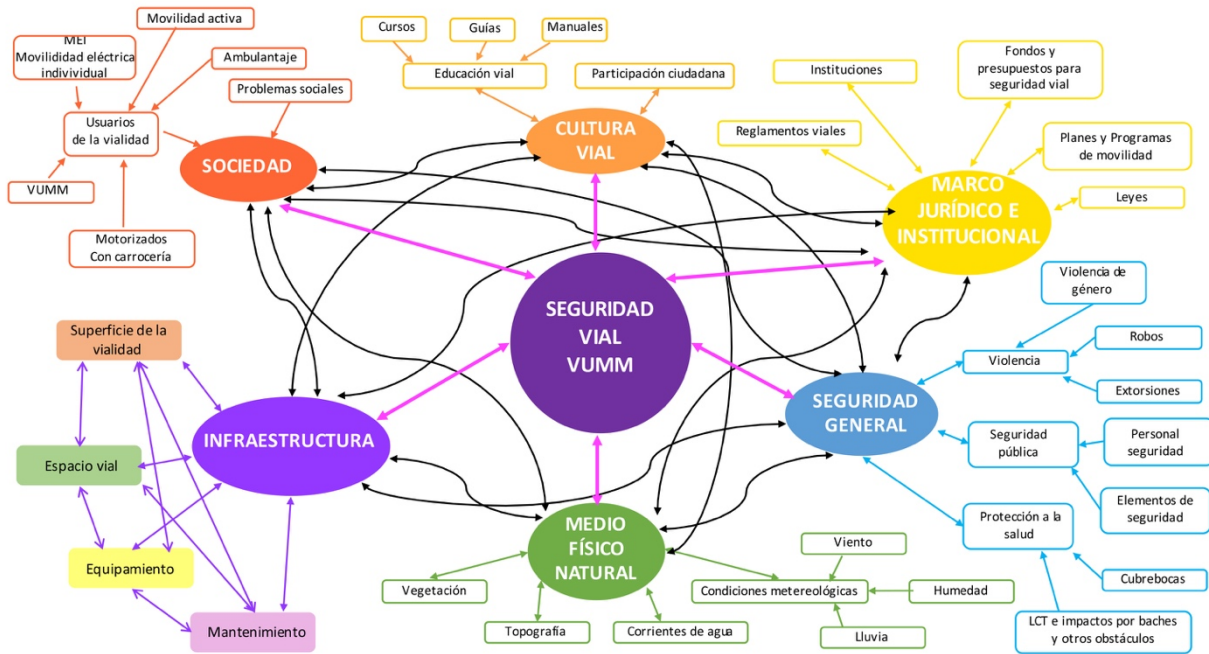 Movilidad activa
MEI
Movilididad eléctrica
indivividual
Ambulantaje
Problemas sociales
Usuarios
de la vialidad
VUMM
Motorizados
Con carrocería
SOCIEDAD
Cursos
Guías
Manuales
Educación vial
Participación ciudadana
CULTURA
VIAL
Instituciones
Fondos y
presupuestos para
seguridad vial
Reglamentos viales
Planes y Programas
de movilidad
Leyes
MARCO
JURÍDICO E
INSTITUCIONAL
SEGURIDAD
VIAL
VUMM
Superficie de la
vialidad
Espacio vial
Equipamiento
Mantenimiento
INFRAESTRUCTURA
Violencia de
género
Violencia
Robos
Extorsiones
SEGURIDAD
GENERAL
Seguridad
pública
Personal
seguridad
Elementos de
seguridad
Protección a la
salud
Cubrebocas
LCT e impactos por baches
y otros obstáculos
MEDIO
FÍSICO
NATURAL
Vegetación
Topografía
Corrientes de agua
Condiciones metereológicas
Viento
Humedad
Lluvia